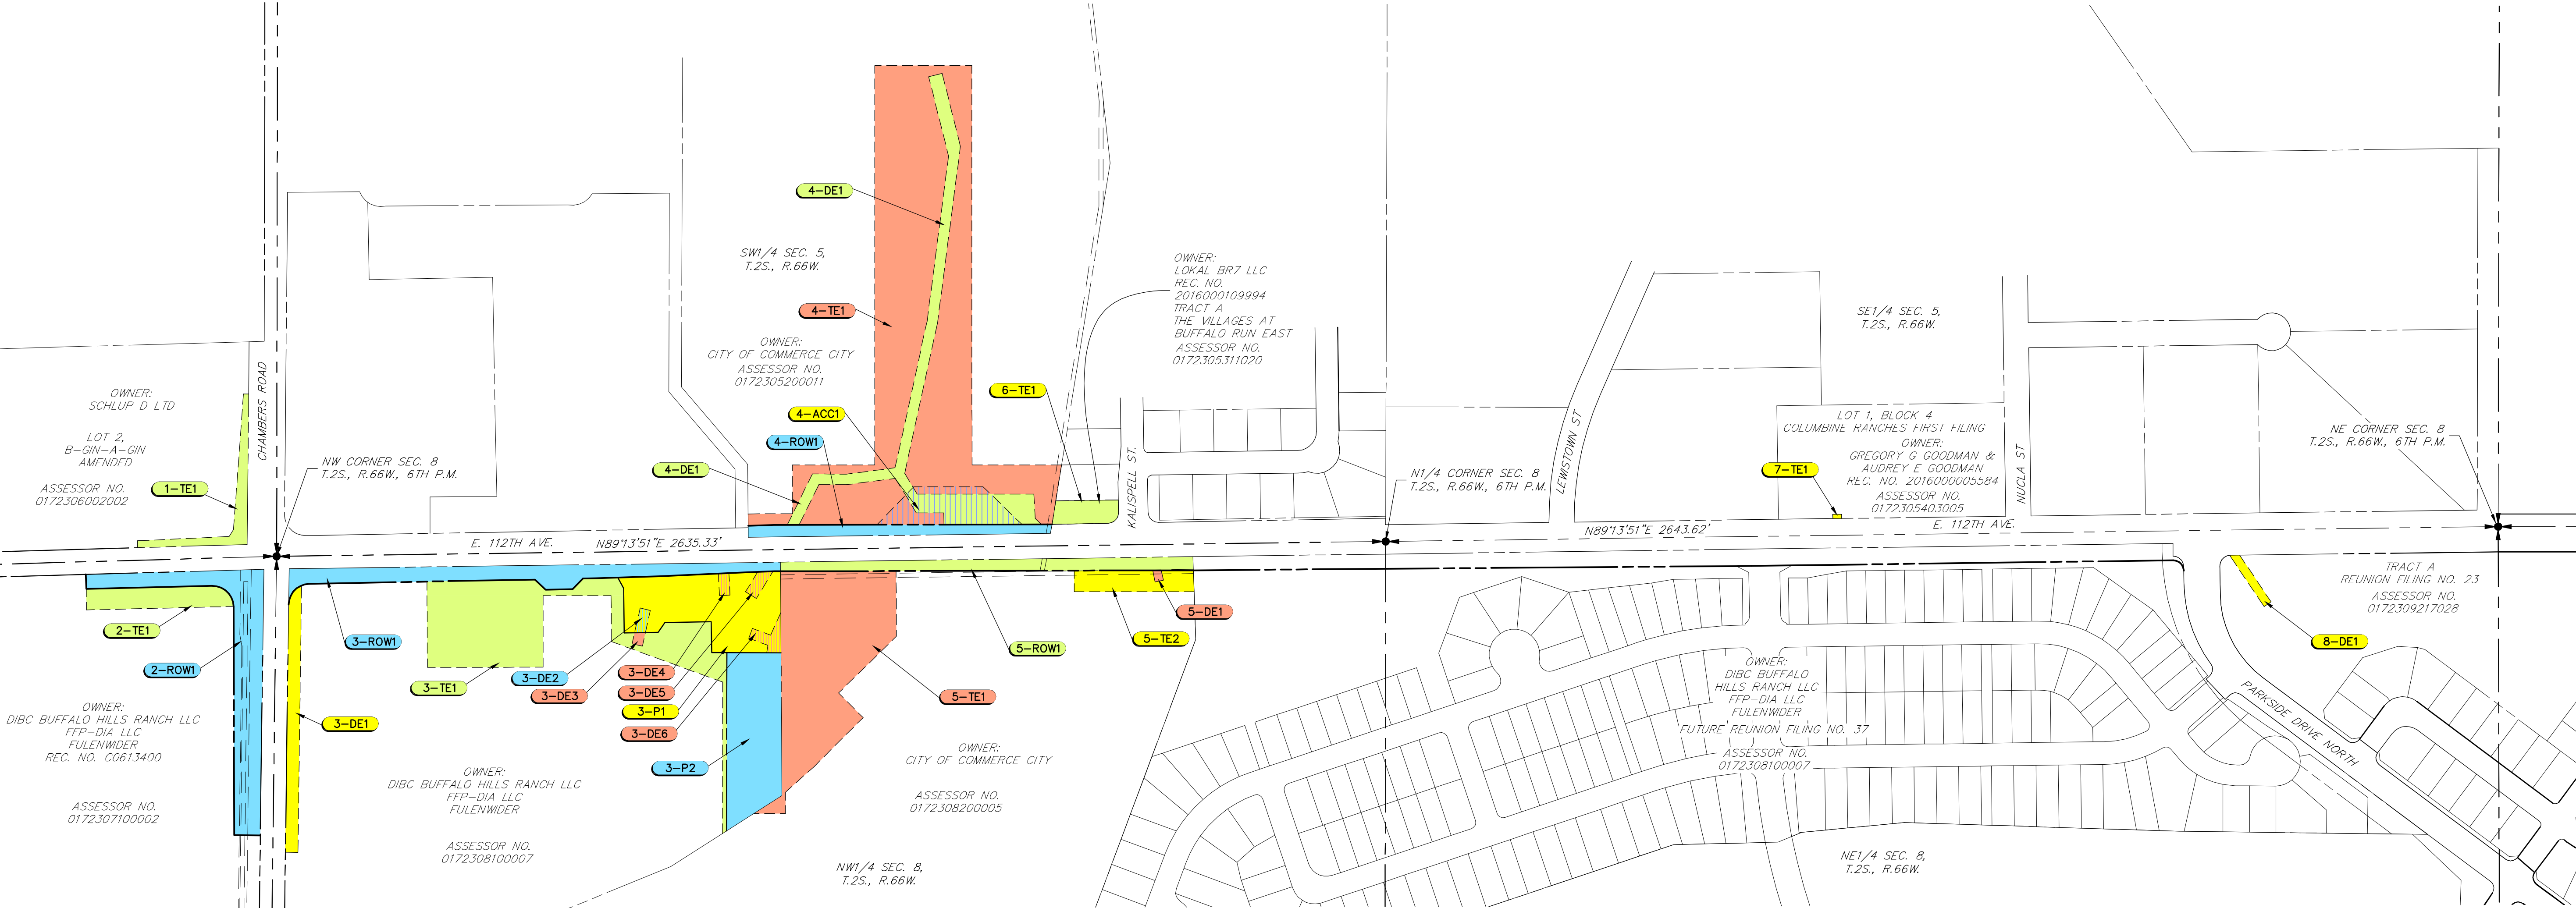 4-DE1
SW1/4 SEC. 5,
T.2S., R.66W.
4-TE1
OWNER:
CITY OF COMMERCE CITY
ASSESSOR NO.
0172305200011
4-ACC1
4-ROW1
4-DE1
6-TE1
OWNER:
LOKAL BR7 LLC
REC. NO.
2016000109994
TRACT A
THE VILLAGES AT
BUFFALO RUN EAST
ASSESSOR NO.
0172305311020
KALISPELL ST.
OWNER:
SCHLUP D LTD
LOT 2,
B-GIN-A-GIN
AMENDED
ASSESSOR NO.
0172306002002
1-TE1
CHAMBERS ROAD
NW CORNER SEC. 8
T.2S., R.66W., 6TH P.M.
N1/4 CORNER SEC. 8
T.2S., R.66W., 6TH P.M.
LEWISTOWN ST
SE1/4 SEC. 5,
T.2S., R.66W.
LOT 1, BLOCK 4
COLUMBINE RANCHES FIRST FILING
OWNER:
GREGORY G GOODMAN &
AUDREY E GOODMAN
REC. NO. 2016000005584
ASSESSOR NO.
0172305403005
7-TE1
NUCLA ST
NE CORNER SEC. 8
T.2S., R.66W., 6TH P.M.
E. 112TH AVE.
N89°13'51"E 2635.33'
N89°13'51"E 2643.62'
E. 112TH AVE.
2-TE1
2-ROW1
3-ROW1
3-TE1
3-DE1
3-DE2
3-DE3
3-DE4
3-DE5
3-P1
3-DE6
3-P2
5-TE1
5-ROW1
5-TE2
5-DE1
8-DE1
TRACT A
REUNION FILING NO. 23
ASSESSOR NO.
0172309217028
OWNER:
DIBC BUFFALO HILLS RANCH LLC
FFP-DIA LLC
FULENWIDER
REC. NO. C0613400
ASSESSOR NO.
0172307100002
OWNER:
DIBC BUFFALO HILLS RANCH LLC
FFP-DIA LLC
FULENWIDER
ASSESSOR NO.
0172308100007
OWNER:
CITY OF COMMERCE CITY
ASSESSOR NO.
0172308200005
NW1/4 SEC. 8,
T.2S., R.66W.
OWNER:
DIBC BUFFALO
HILLS RANCH LLC
FFP-DIA LLC
FULENWIDER
FUTURE REUNION FILING NO. 37
ASSESSOR NO.
0172308100007
NE1/4 SEC. 8,
T.2S., R.66W.
PARKSIDE DRIVE NORTH